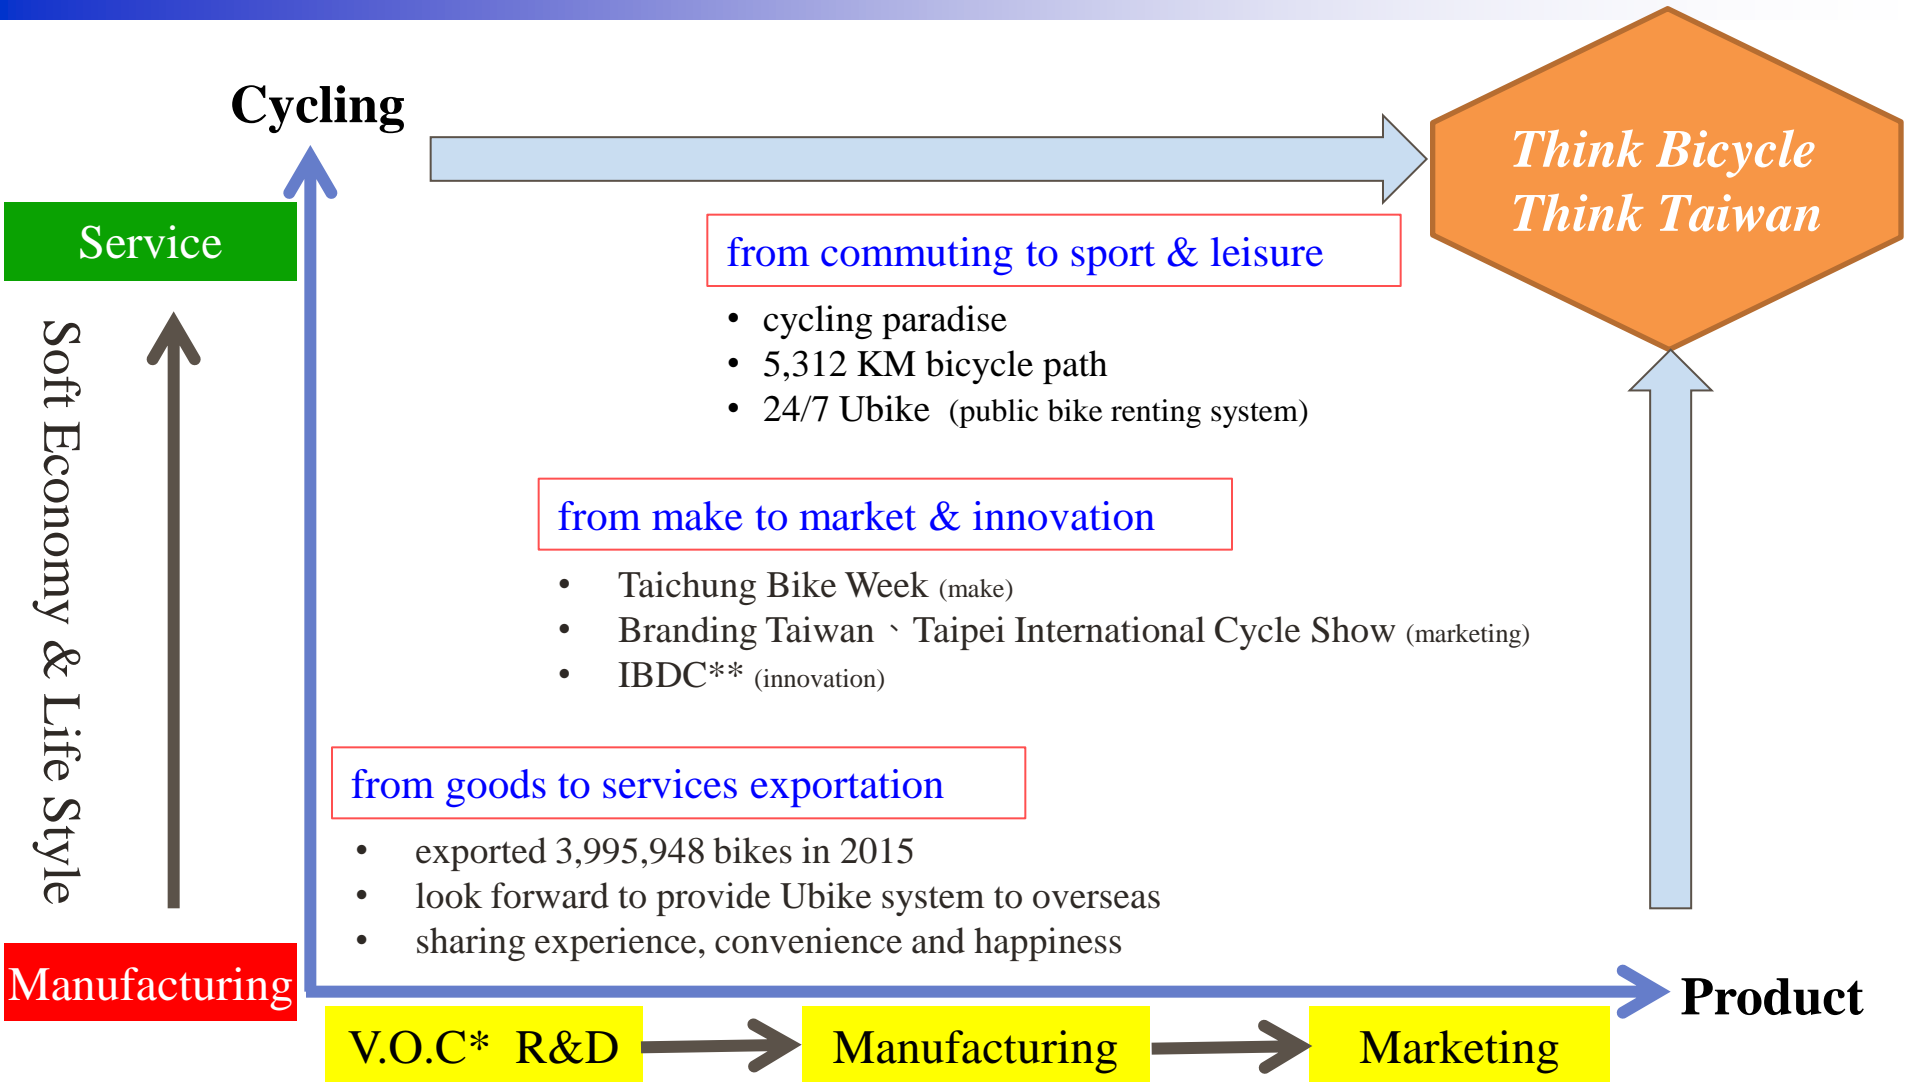 Cycling
Think Bicycle
Think Taiwan
Service
from commuting to sport & leisure
• cycling paradise
• 5,312 KM bicycle path
• 24/7 Ubike (public bike renting system)
Soft Economy & Life Style
from make to market & innovation
• Taichung Bike Week (make)
• Branding Taiwan、Taipei International Cycle Show (marketing)
• IBDC** (innovation)
from goods to services exportation
• exported 3,995,948 bikes in 2015
• look forward to provide Ubike system to overseas
• sharing experience, convenience and happiness
Manufacturing
Product
V.O.C* R&D
Manufacturing
Marketing